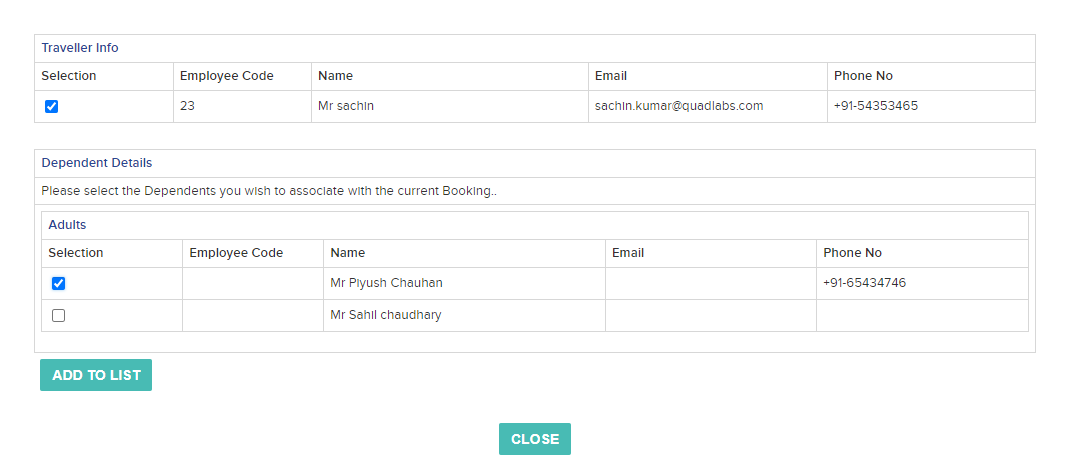 Traveller Info
Selection Employee Code Name Email Phone No
23 Mr sachin sachin.kumar@quadlabs.com +91-54353465
Dependent Details
Please select the Dependents you wish to associate with the current Booking..
Adults
Selection Employee Code Name Email Phone No
Mr Piyush Chauhan +91-65434746
Mr Sahil chaudhary
ADD TO LIST
CLOSE